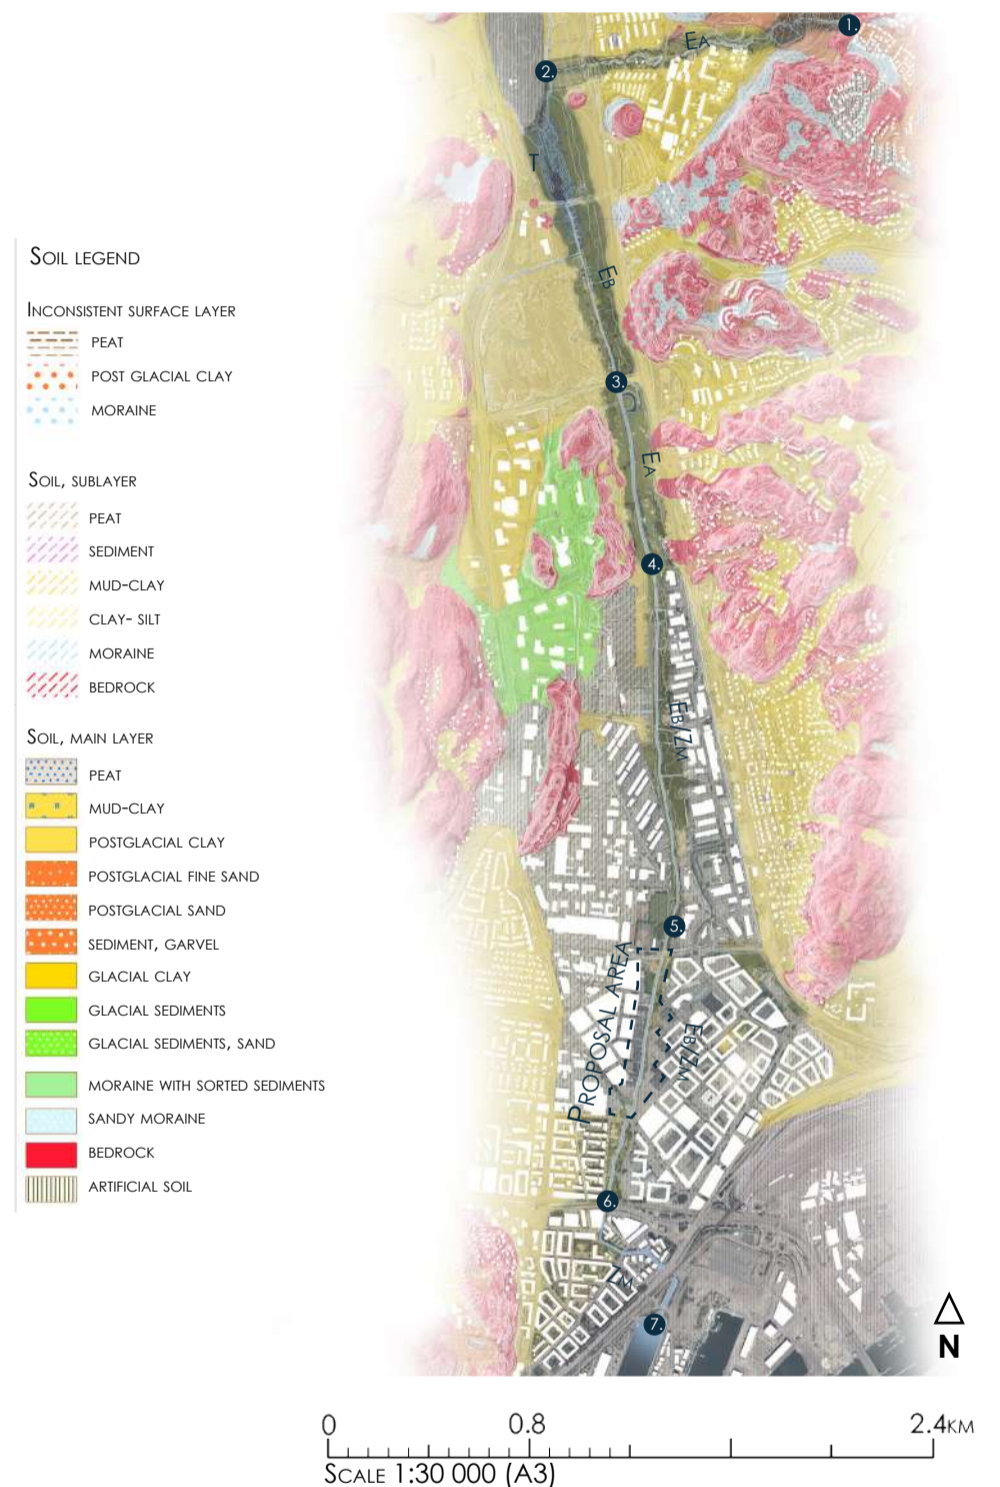 SOIL LEGEND
INCONSISTENT SURFACE LAYER
PEAT
POST GLACIAL CLAY
MORAINE
SOIL, SUBLAYER
PEAT
SEDIMENT
MUD-CLAY
CLAY- SILT
MORAINE
BEDROCK
SOIL, MAIN LAYER
PEAT
MUD-CLAY
POSTGLACIAL CLAY
POSTGLACIAL FINE SAND
POSTGLACIAL SAND
SEDIMENT, GARVEL
GLACIAL CLAY
GLACIAL SEDIMENTS
GLACIAL SEDIMENTS, SAND
MORAINE WITH SORTED SEDIMENTS
SANDY MORAINE
BEDROCK
ARTIFICIAL SOIL
1.
EA
2.
T
EB
3.
EA
4.
EB/ZM
5.
PROPOSAL AREA
EB/ZM
6.
ZM
7.
N
0 0.8 2.4KM
SCALE 1:30 000 (A3)